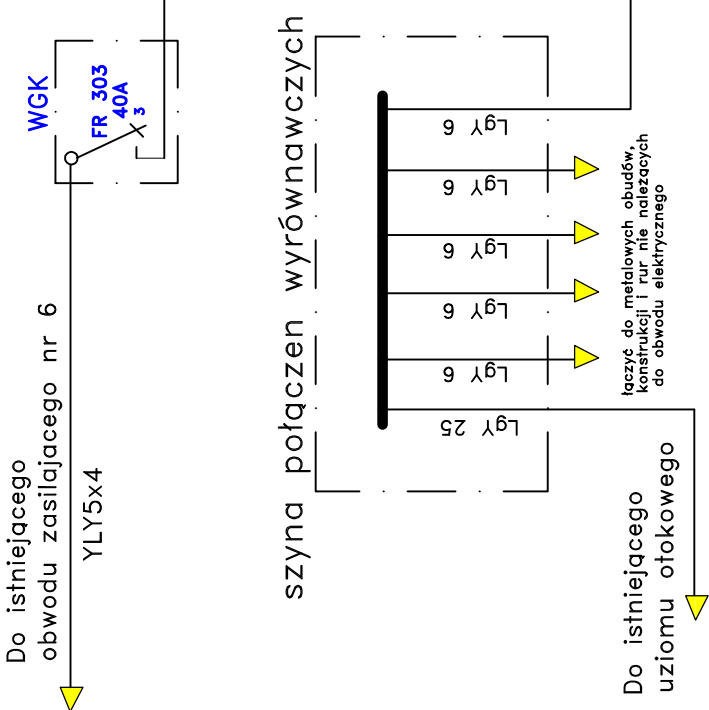 WGK
FR 303
40A
3
Do istniejącego
obwodu zasilajacego nr 6
YLY5x4
szyna połączen wyrównawczych
LgY 6
LgY 6
LgY 6
LgY 6
LgY 6
LgY 25
łączyć do metalowych obudów,
konstrukcji i rur nie należących
do obwodu elektrycznego
Do istniejącego
uziomu otokowego